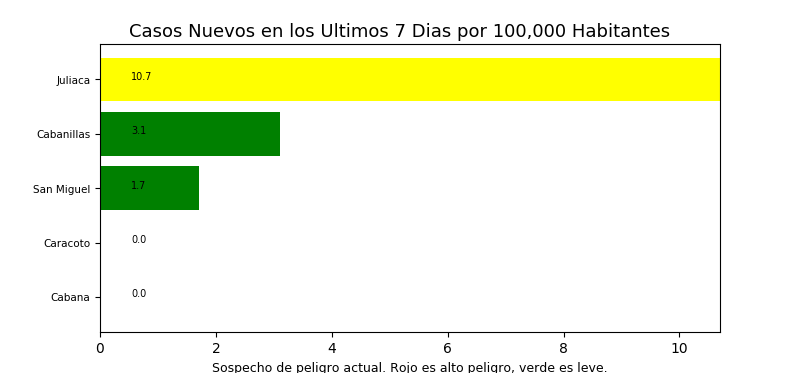 Casos Nuevos en los Ultimos 7 Dias por 100,000 Habitantes
Juliaca 10.7
Cabanillas 3.1
San Miguel 1.7
Caracoto 0.0
Cabana 0.0
0 2 4 6 8 10
Sospecho de peligro actual. Rojo es alto peligro, verde es leve.